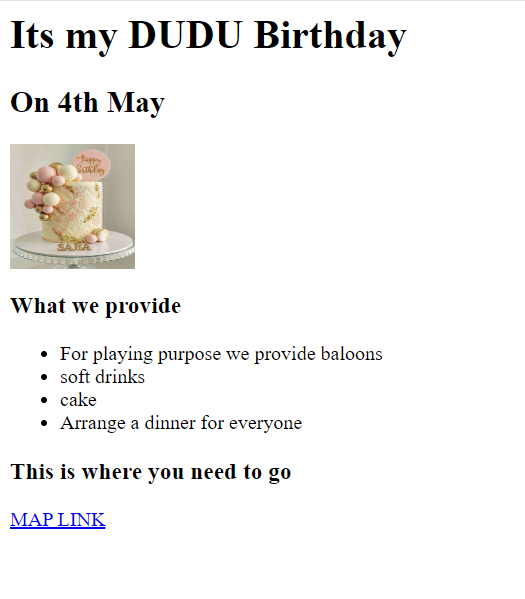 Its my DUDU Birthday
On 4th May
Happy
Birthday
SARA
What we provide
For playing purpose we provide baloons
soft drinks
cake
Arrange a dinner for everyone
This is where you need to go
MAP LINK